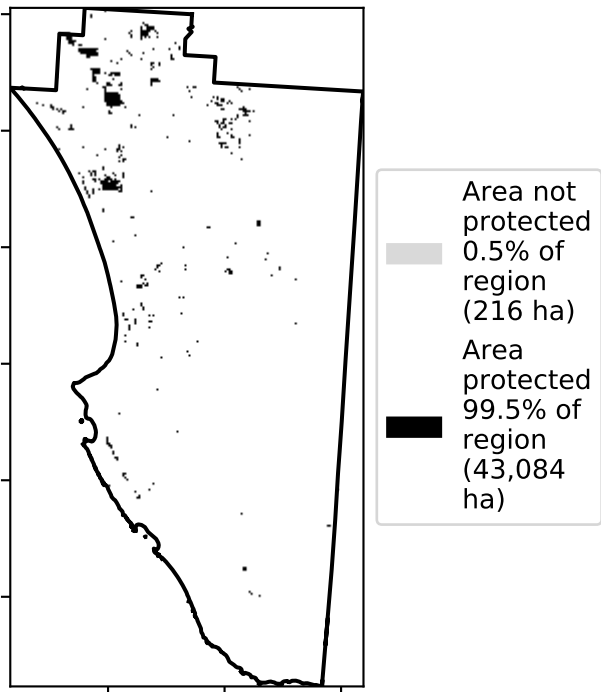 Area not
protected
0.5% of
region
(216 ha)
Area
protected
99.5% of
region
(43,084
ha)